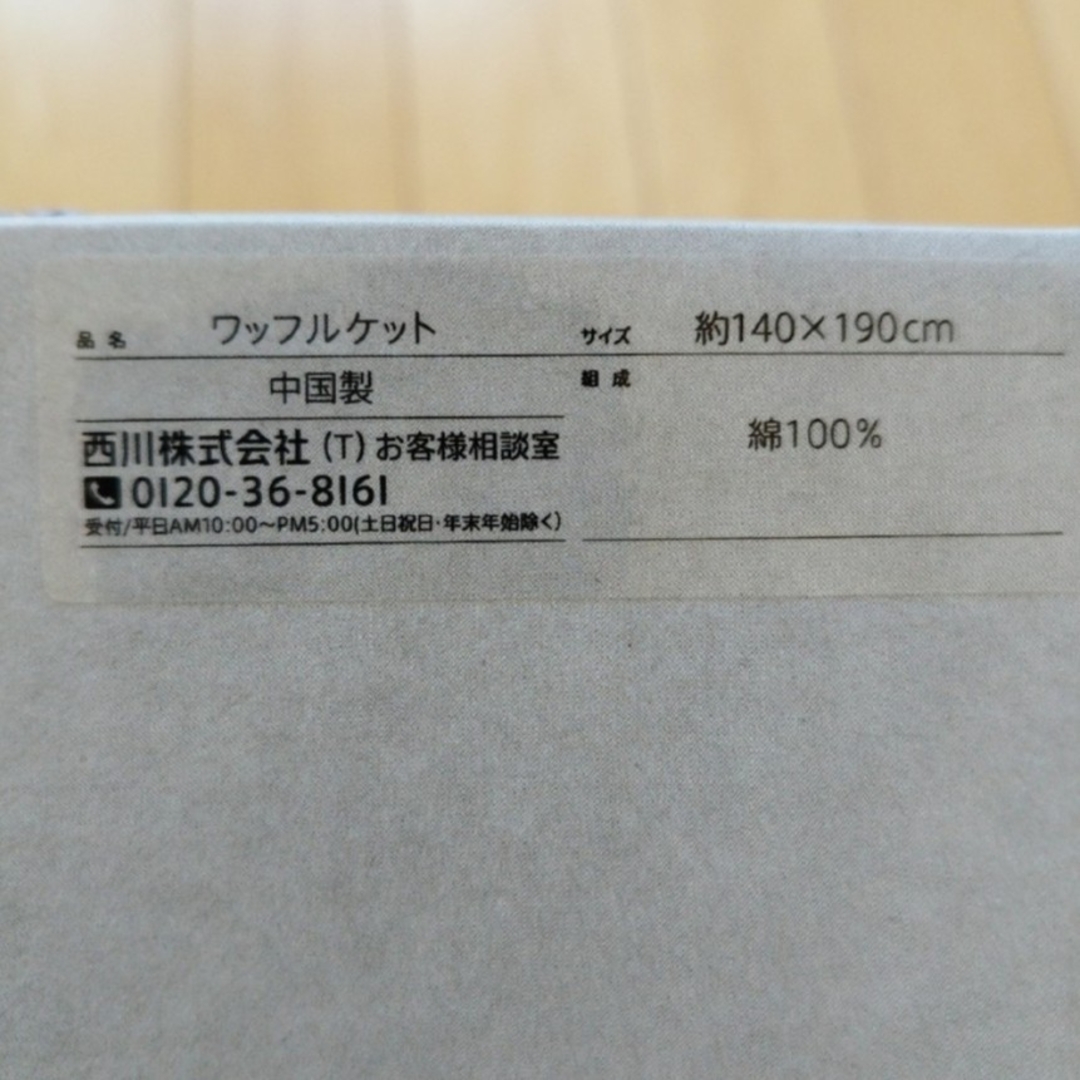 品名 ワッフルケット
中国製
西川株式会社(T)お客様相談室
0120-36-8161
受付/平日AM10:00〜PM5:00(土日祝日・年末年始除く)
サイズ 約140×190cm
組成
綿100%